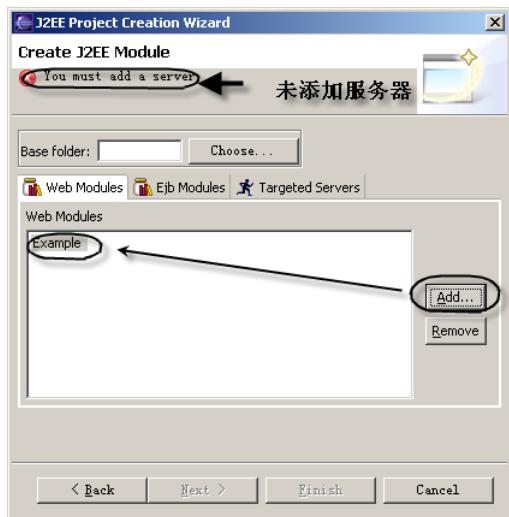 J2EE Project Creation Wizard
Create J2EE Module
You must add a server
未添加服务器
Base folder:
Choose...
Web Modules
Ejb Modules
Targeted Servers
Web Modules
Example
Add...
Remove
< Back
Next >
Finish
Cancel